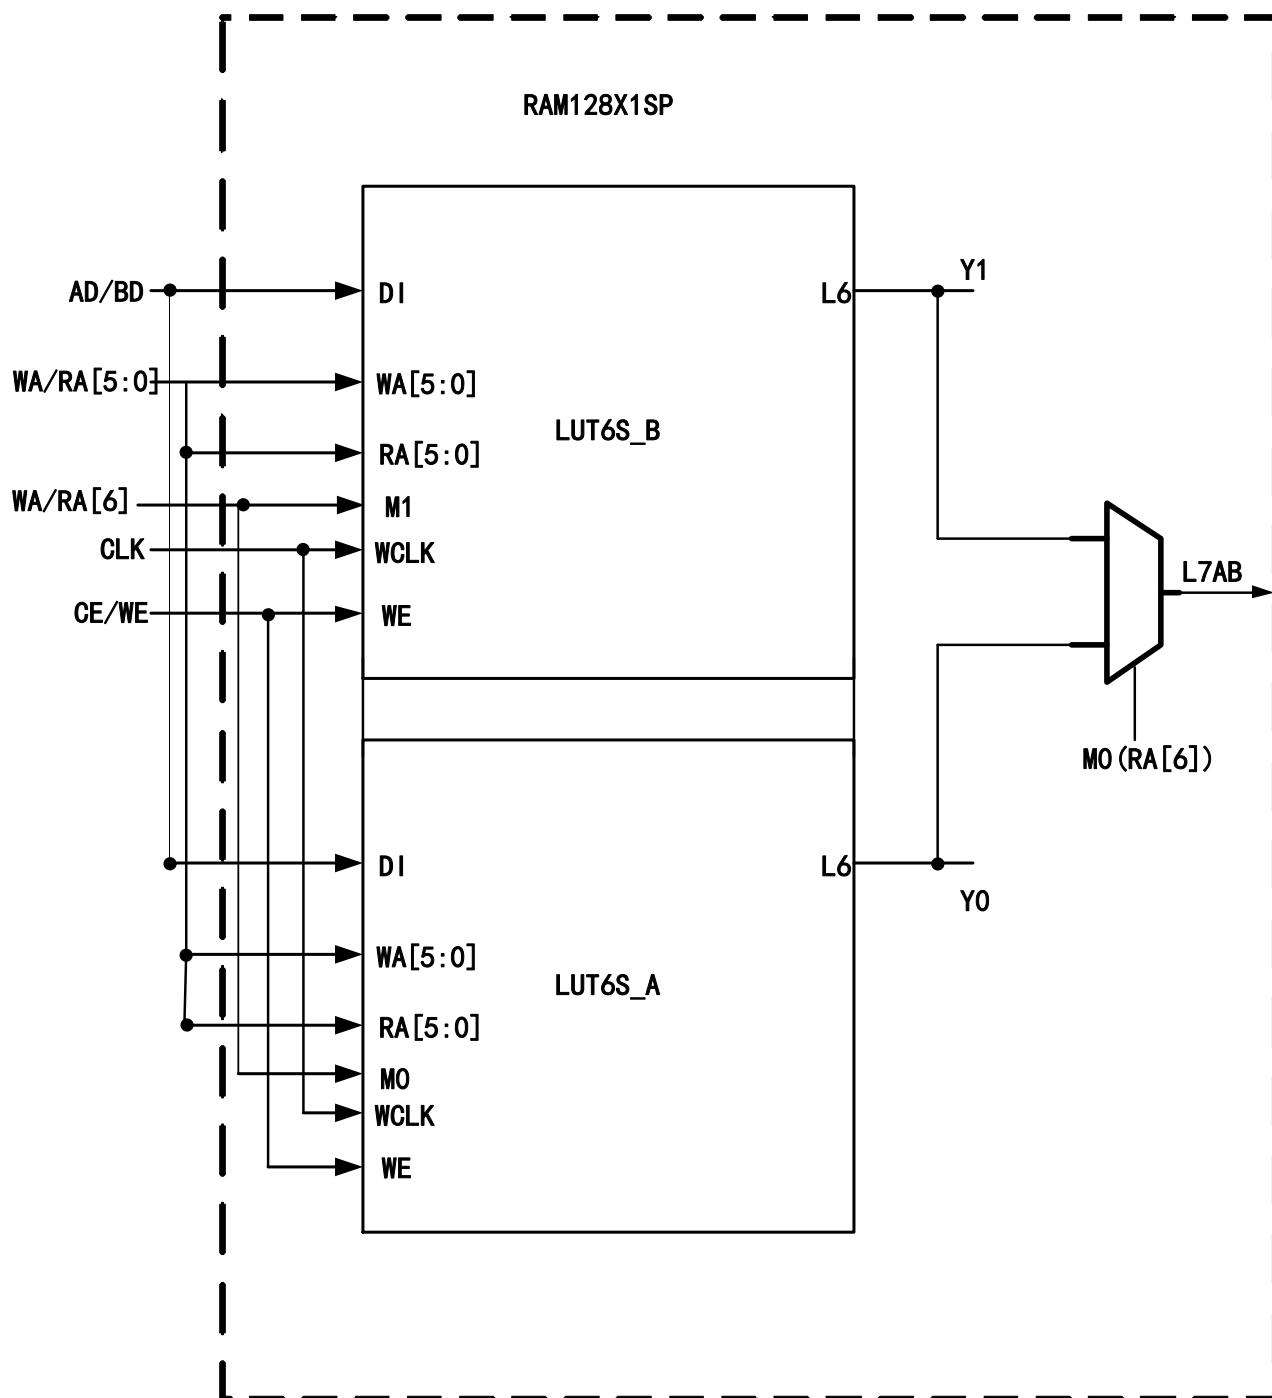 RAM128X1SP
AD/BD
DI
L6
Y1
WA/RA[5:0]
WA[5:0]
LUT6S_B
RA[5:0]
WA/RA[6]
M1
CLK
WCLK
CE/WE
WE
L7AB
M0(RA[6])
DI
L6
Y0
WA[5:0]
LUT6S_A
RA[5:0]
M0
WCLK
WE